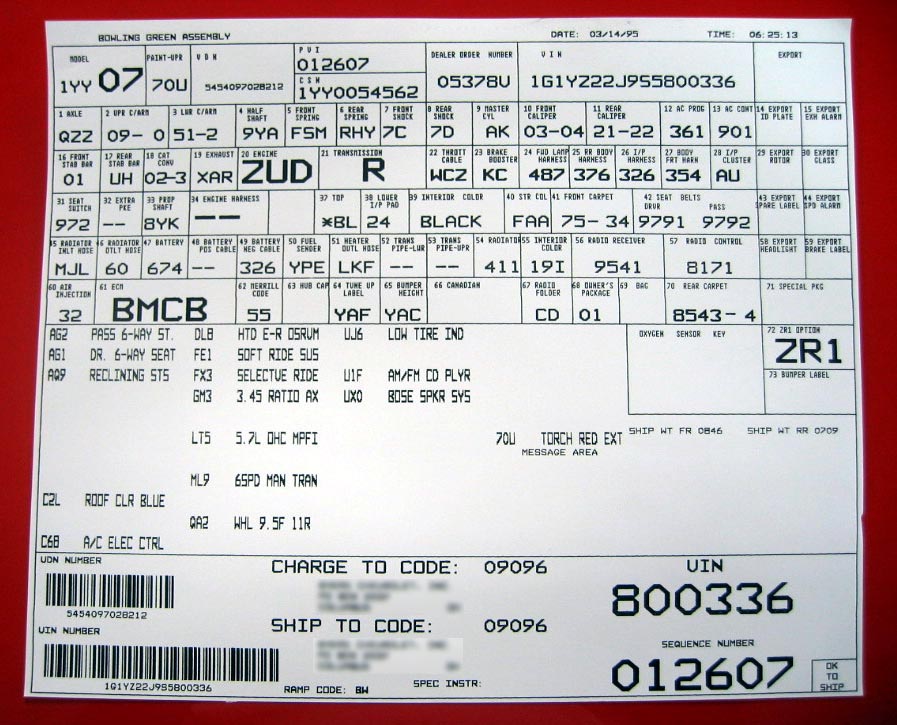 BOWLING GREEN ASSEMBLY DATE: 03/14/95 TIME: 06:25:13
MODEL 1YY 07 PAINT-UPR 70U VDN 5454097028212 PVI 012607 CSN 1YY0054562 DEALER ORDER NUMBER 05378U VIN 1G1YZ22J9S5800336 EXPORT
1 AXLE 2 UPR C/ARM 3 LWR C/ARM 4 HALF SHAFT 5 FRONT SPRING 6 REAR SPRING 7 FRONT SHOCK 8 REAR SHOCK 9 MASTER CYL 10 FRONT CALIPER 11 REAR CALIPER 12 AC PROG 13 AC CONT 14 EXPORT ID PLATE 15 EXPORT EXH ALARM
QZZ 09- 0 51-2 9YA FSM RHY 7C 7D AK 03-04 21-22 361 901
16 FRONT STAB BAR 17 REAR STAB BAR 18 CAT CONV 19 EXHAUST 20 ENGINE 21 TRANSMISSION 22 THROTT CABLE 23 BRAKE BOOSTER 24 FWD LAMP HARNESS 25 RR BODY HARNESS 26 I/P HARNESS 27 BODY FRT HARN 28 I/P CLUSTER 29 EXPORT ROTOR 30 EXPORT GLASS
01 UH 02-3 XAR ZUD R WCZ KC 487 376 326 354 AU
31 SEAT SWITCH 32 EXTRA PKE 33 PROP SHAFT 34 ENGINE HARNESS 37 TOP 38 LOWER I/P PAD 39 INTERIOR COLOR 40 STR COL 41 FRONT CARPET 42 SEAT BELTS DRVR PASS 43 EXPORT SPARE LABEL 44 EXPORT SPD ALARM
972 -- 8YK -- *BL 24 BLACK FAA 75- 34 9791 9792
45 RADIATOR INLT HOSE 46 RADIATOR OTLT HOSE 47 BATTERY 48 BATTERY POS CABLE 49 BATTERY NEG CABLE 50 FUEL SENDER 51 HEATER OUTL HOSE 52 TRANS PIPE-LWR 53 TRANS PIPE-UPR 54 RADIATOR 55 INTERIOR COLOR 56 RADIO RECEIVER 57 RADIO CONTROL 58 EXPORT HEADLIGHT 59 EXPORT BRAKE LABEL
MJL 60 674 -- 326 YPE LKF -- -- 411 19I 9541 8171
60 AIR INJECTION 61 ECM 62 MERRILL CODE 63 HUB CAP 64 TUNE UP LABEL 65 BUMPER HEIGHT 66 CANADIAN 67 RADIO FOLDER 68 OWNER'S PACKAGE 69 BAG 70 REAR CARPET 71 SPECIAL PKG
32 BMCB 55 YAF YAC CD 01 8543- 4
AG2 PASS 6-WAY ST. DL8 HTD E-R DSRUM UJ6 LOW TIRE IND OXYGEN SENSOR KEY 72 ZR1 OPTION
AG1 DR. 6-WAY SEAT FE1 SOFT RIDE SUS ZR1
AQ9 RECLINING STS FX3 SELECTVE RIDE U1F AM/FM CD PLYR 73 BUMPER LABEL
GM3 3.45 RATIO AX UX0 BOSE SPKR SYS
SHIP WT FR 0846 SHIP WT RR 0709
LT5 5.7L DHC MPFI 70U TORCH RED EXT
MESSAGE AREA
ML9 6SPD MAN TRAN
C2L ROOF CLR BLUE
QA2 WHL 9.5F 11R
C68 A/C ELEC CTRL
VDN NUMBER CHARGE TO CODE: 09096 VIN
5454097028212 800336
SHIP TO CODE: 09096
VIN NUMBER SEQUENCE NUMBER
012607 OK TO SHIP
1G1YZ22J9S5800336 RAMP CODE: BW SPEC INSTR: